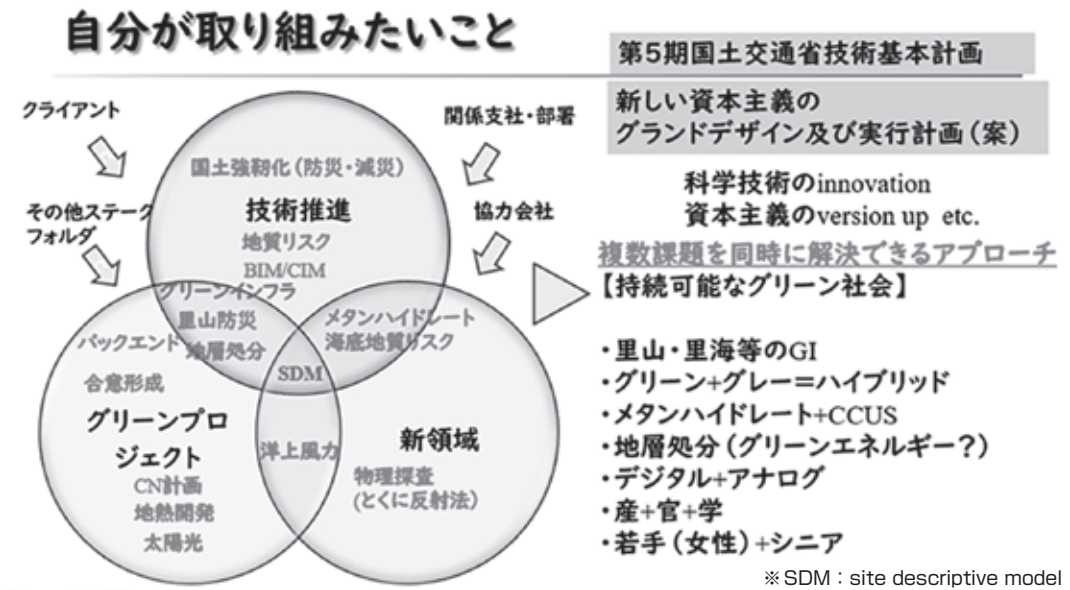 自分が取り組みたいこと
第5期国土交通省技術基本計画
新しい資本主義の
グランドデザイン及び実行計画（案）
クライアント
関係支社・部署
その他ステーク
フォルダ
協力会社
国土強靭化（防災・減災）
技術推進
地質リスク
BIM/CIM
グリーンインフラ
里山防災
地層処分
メタンハイドレート
海底地質リスク
SDM
バックエンド
合意形成
グリーンプロ
ジェクト
CN計画
地熱開発
太陽光
洋上風力
新領域
物理探査
（とくに反射法）
科学技術のinnovation
資本主義のversion up etc.
複数課題を同時に解決できるアプローチ
【持続可能なグリーン社会】
・里山・里海等のGI
・グリーン+グレー＝ハイブリッド
・メタンハイドレート+CCUS
・地層処分（グリーンエネルギー？）
・デジタル+アナログ
・産+官+学
・若手（女性）+シニア
※SDM：site descriptive model